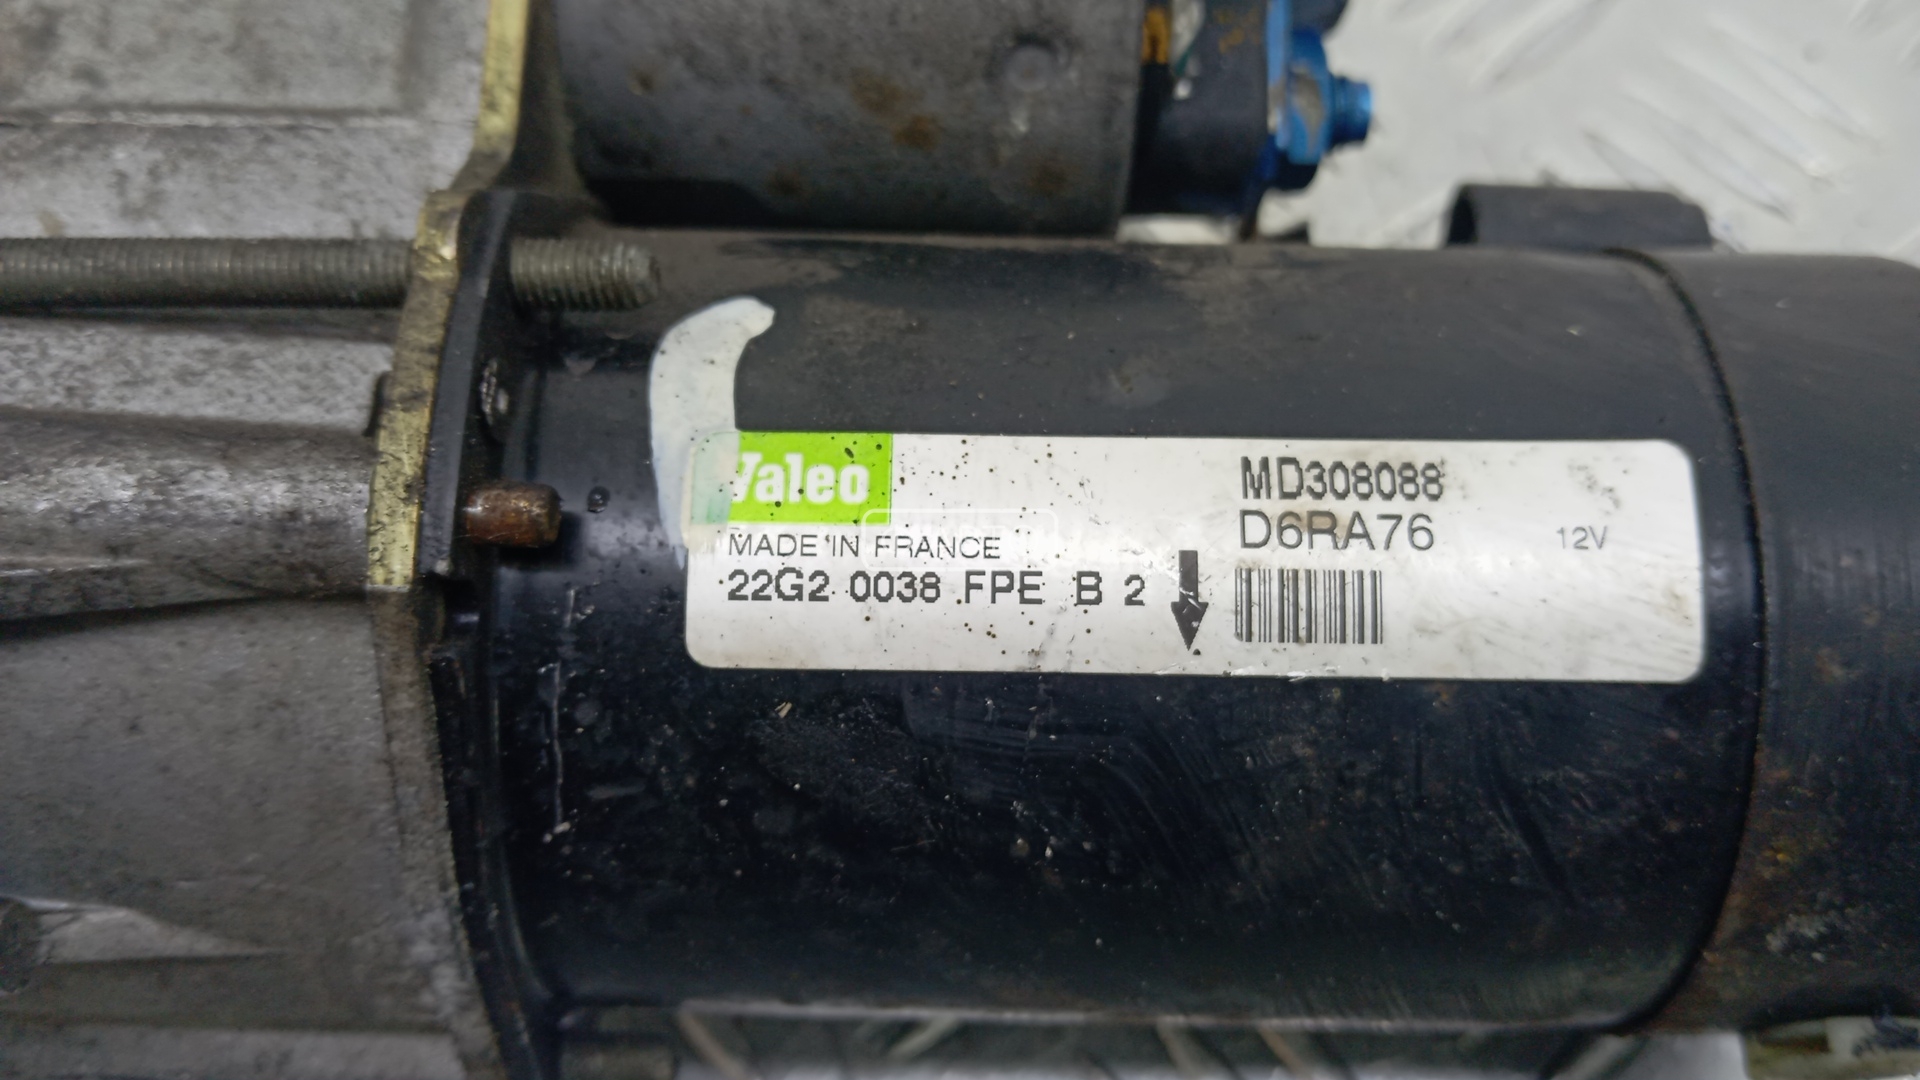 Valeo
MADE IN FRANCE
22G2 0038 FPE B 2
MD308088
D6RA76
12V